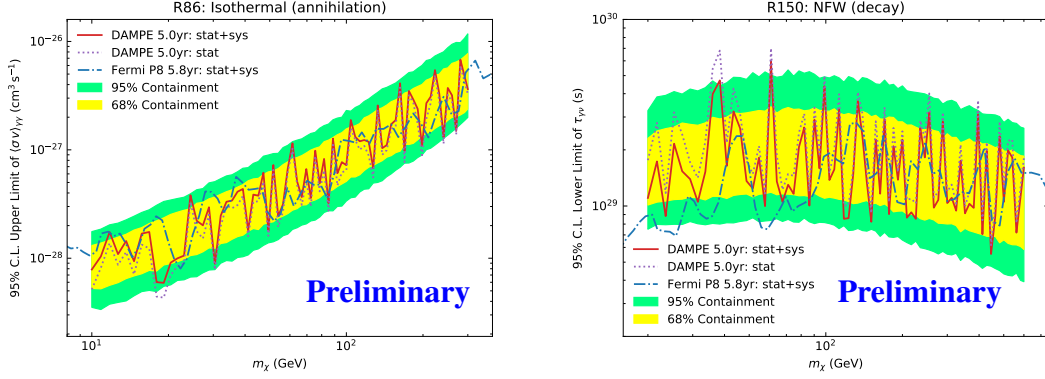 R86: Isothermal (annihilation)
95% C.L. Upper Limit of ⟨σv⟩γγ (cm³ s⁻¹)
10⁻²⁶
10⁻²⁷
10⁻²⁸
DAMPE 5.0yr: stat+sys
DAMPE 5.0yr: stat
Fermi P8 5.8yr: stat+sys
95% Containment
68% Containment
Preliminary
10¹
10²
mχ (GeV)
R150: NFW (decay)
95% C.L. Lower Limit of τγν (s)
10³⁰
10²⁹
DAMPE 5.0yr: stat+sys
DAMPE 5.0yr: stat
Fermi P8 5.8yr: stat+sys
95% Containment
68% Containment
Preliminary
10²
mχ (GeV)